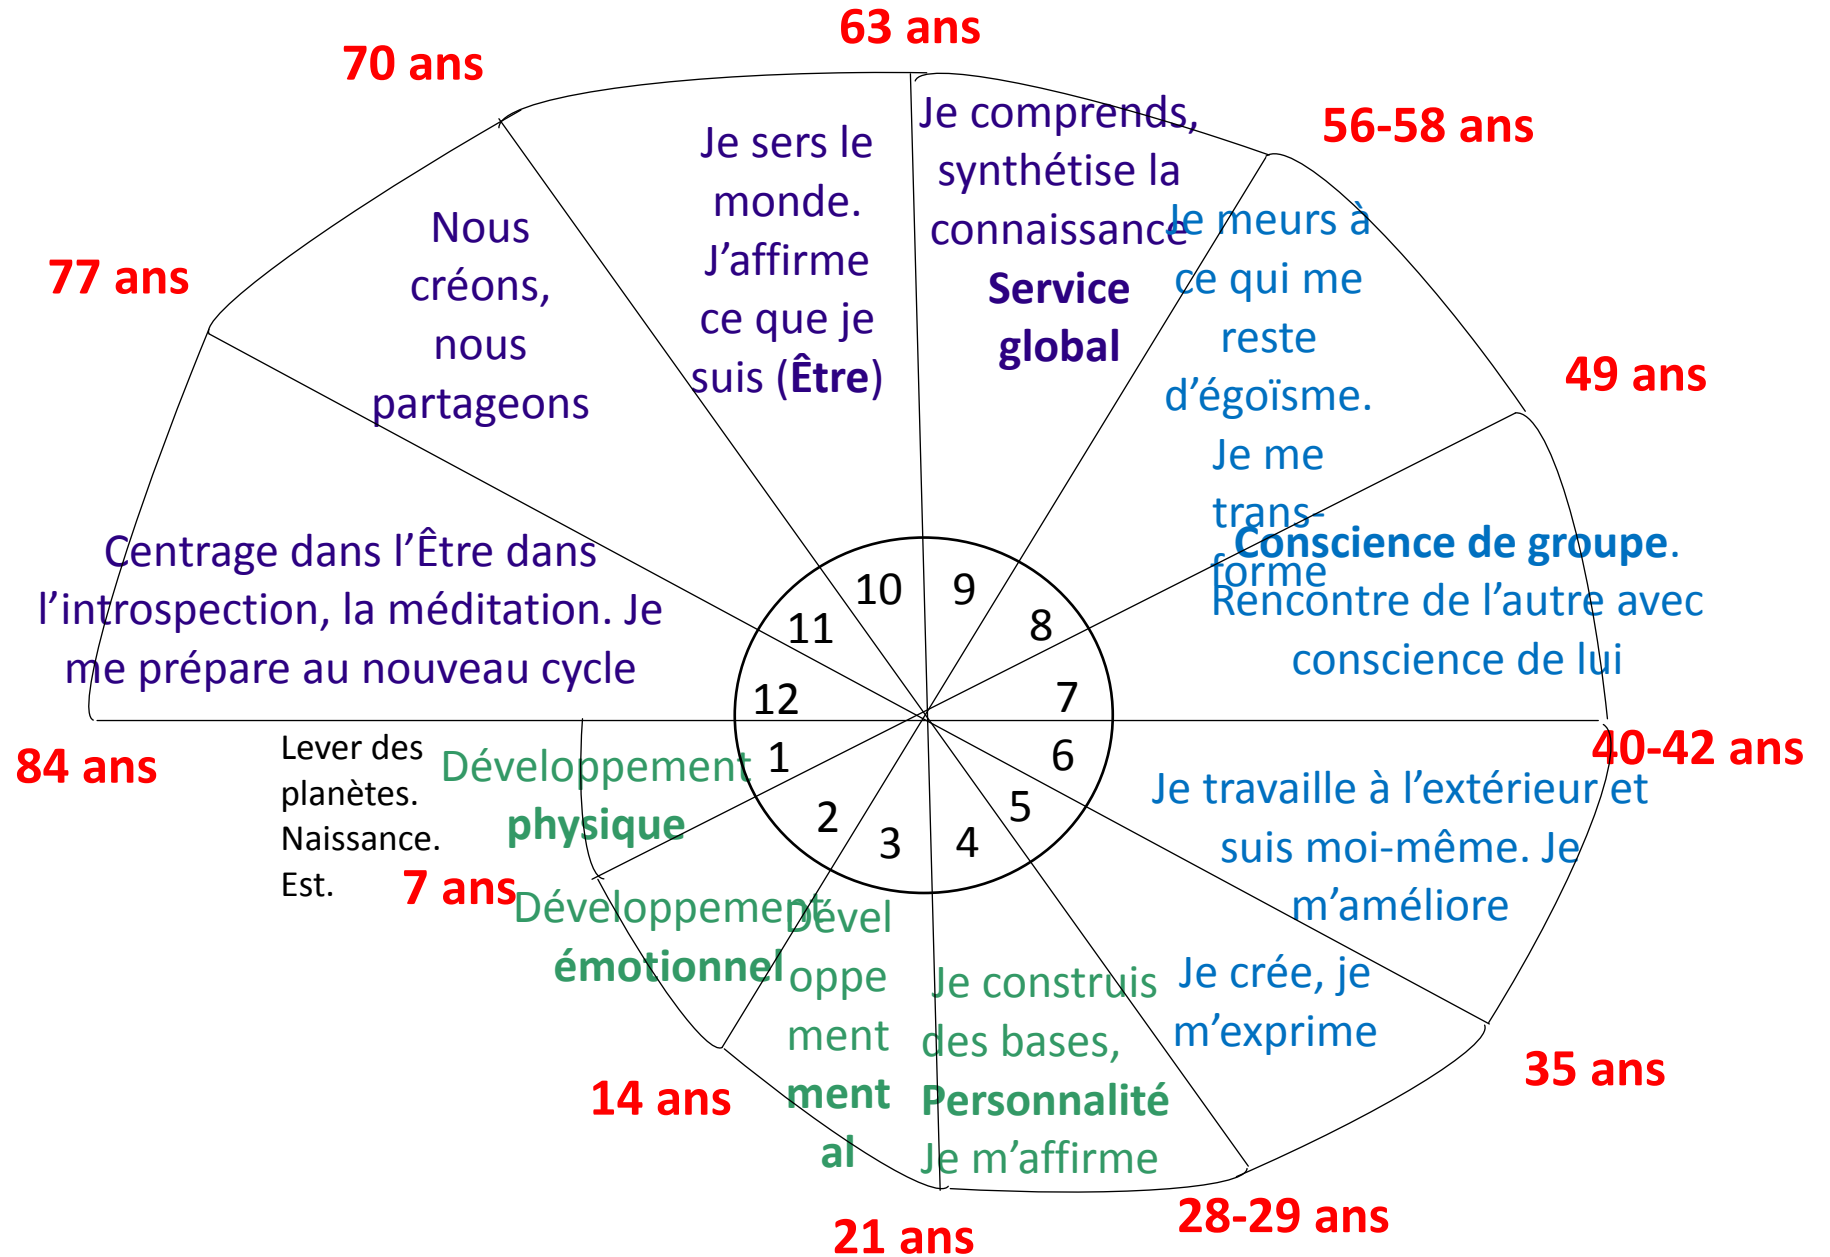 63 ans
70 ans
Je comprends,
synthétise la
connaissance
Service
global
56-58 ans
Je sers le
monde.
J’affirme
ce que je
suis (Être)
Nous
créons,
nous
partageons
Je meurs à
ce qui me
reste
d’égoïsme.
Je me
trans-
forme
77 ans
49 ans
Centrage dans l’Être dans
l’introspection, la méditation. Je
me prépare au nouveau cycle
Conscience de groupe.
Rencontre de l’autre avec
conscience de lui
10
9
11
8
12
7
1
6
2
5
3
4
84 ans
Lever des
planètes.
Naissance.
Est.
Développement
physique
40-42 ans
Je travaille à l’extérieur et
suis moi-même. Je
m’améliore
7 ans
Développement
émotionnel
Dével
oppe
ment
ment
al
Je construis
des bases,
Personnalité
Je m’affirme
Je crée, je
m’exprime
14 ans
35 ans
21 ans
28-29 ans